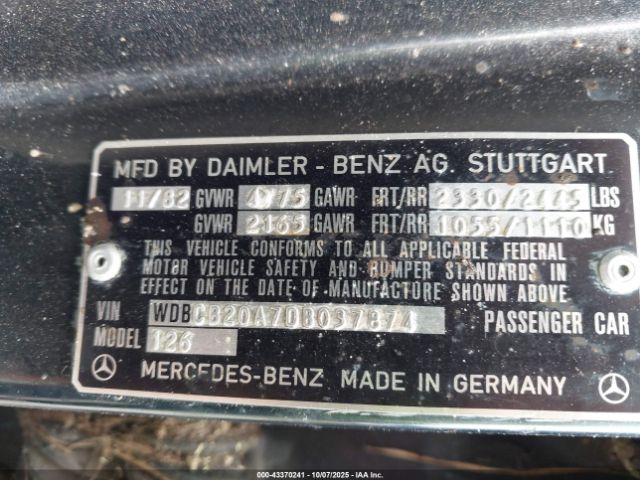 MFD BY DAIMLER - BENZ AG STUTTGART
11/82 GVWR 4775 GAWR FRT/RR 2330/2445 LBS
GVWR 2165 GAWR FRT/RR 1055/1110 KG
THIS VEHICLE CONFORMS TO ALL APPLICABLE FEDERAL
MOTOR VEHICLE SAFETY AND BUMPER STANDARDS IN
EFFECT ON THE DATE OF MANUFACTURE SHOWN ABOVE
VIN WDBCB20A7DB037874 PASSENGER CAR
MODEL 126
MERCEDES-BENZ MADE IN GERMANY
000-43370241 - 10/07/2025 - IAA Inc.